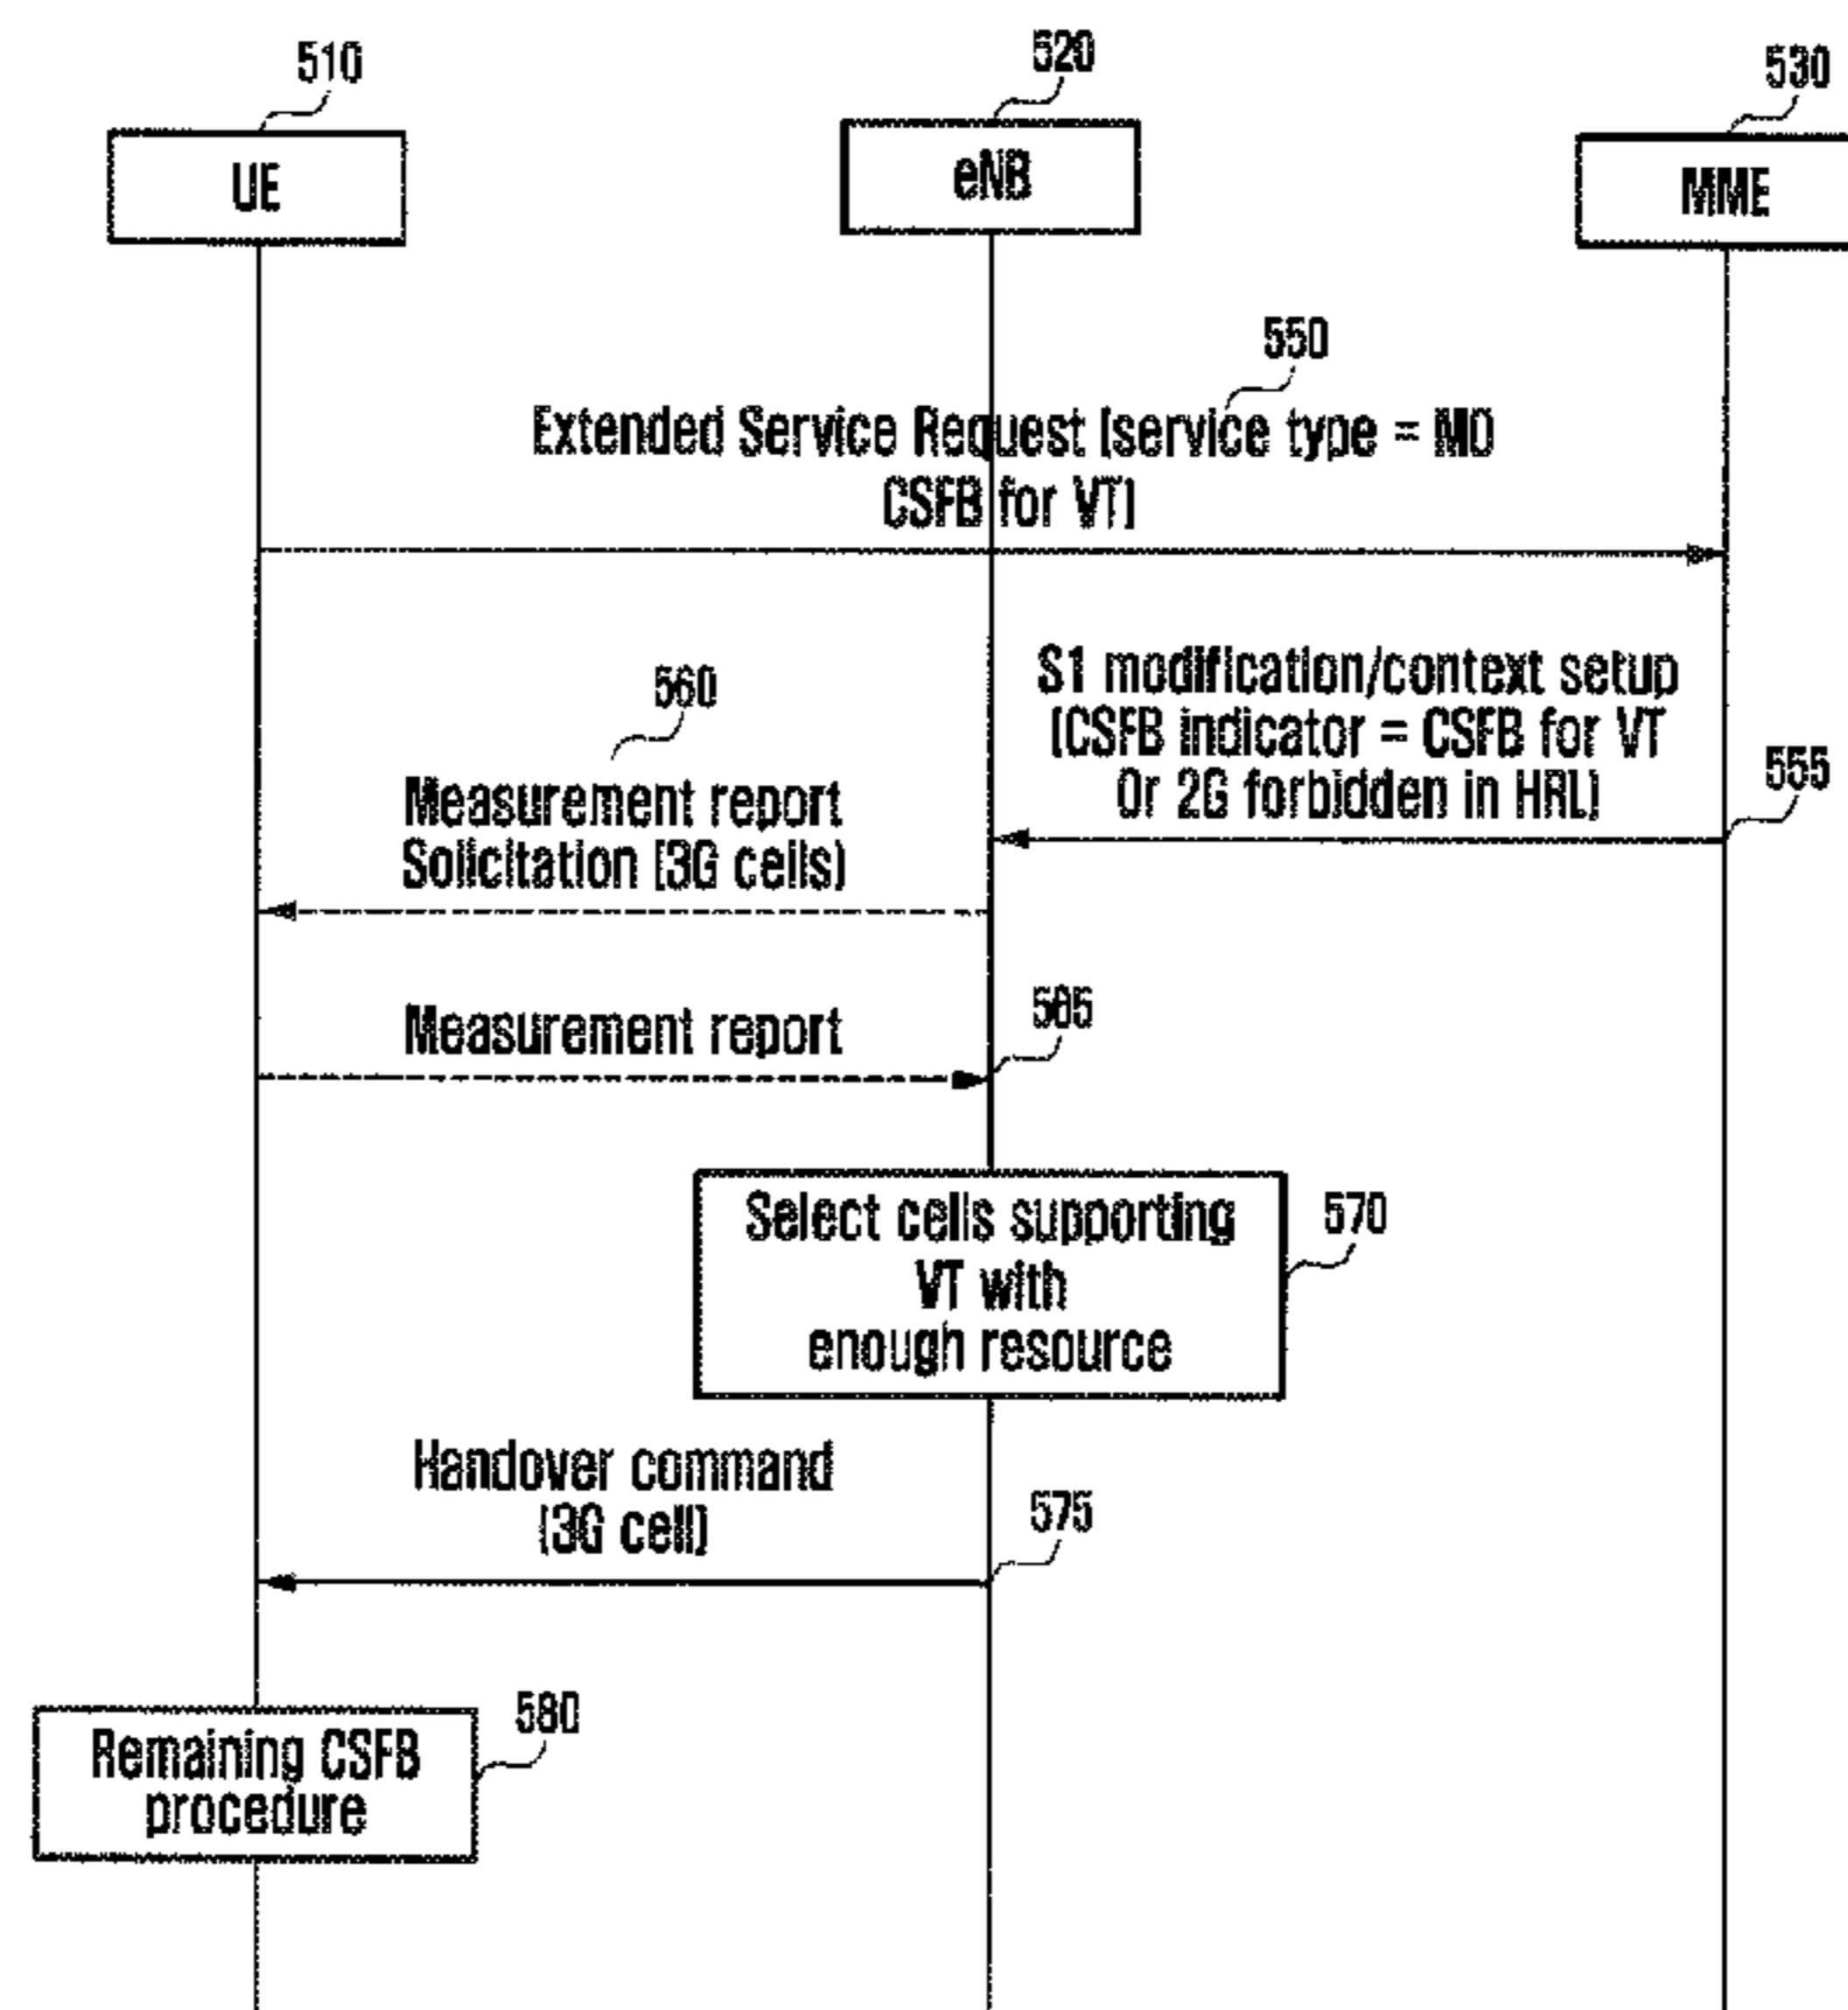 510
520
530
UE
eNB
MME
550
Extended Service Request (service type = MO
CSFB for VT)
560
S1 modification/context setup
(CSFB indicator = CSFB for VT
Or 2G forbidden in HRL)
555
Measurement report
Solicitation (3G cells)
565
Measurement report
Select cells supporting
VT with
enough resource
570
Handover command
(3G cell)
575
580
Remaining CSFB
procedure